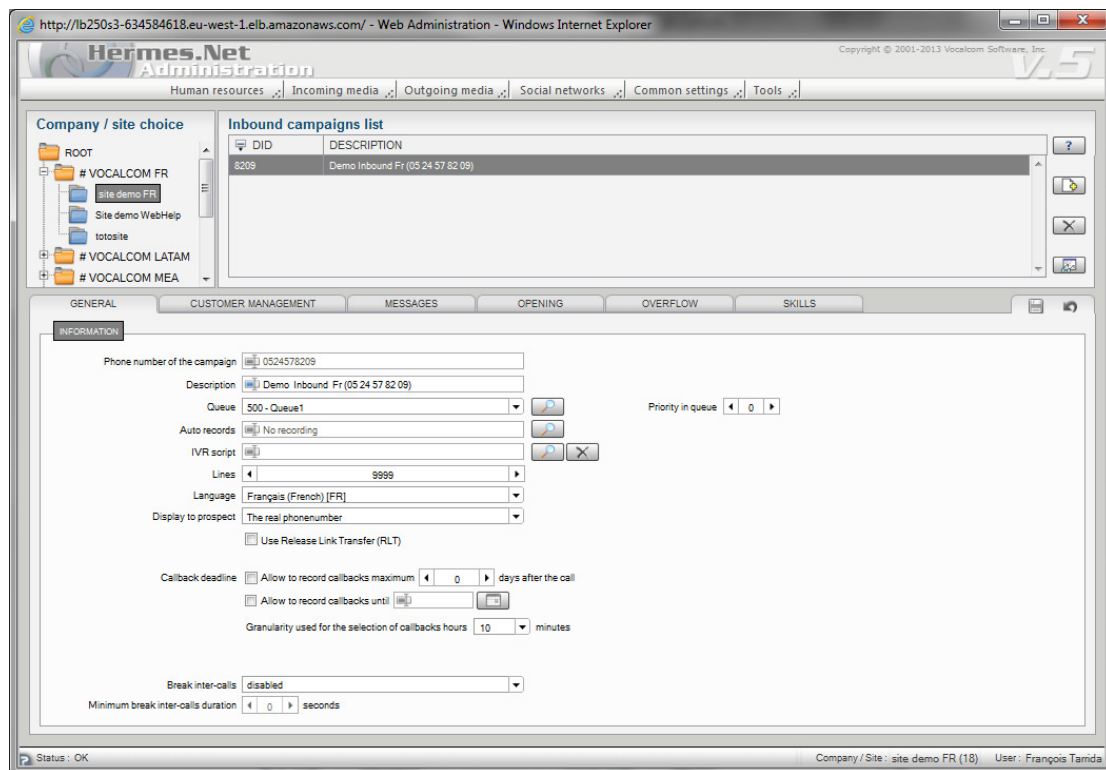 http://lb250s3-634584618.eu-west-1.elb.amazonaws.com/ - Web Administration - Windows Internet Explorer
Hermes.Net
Administration
Copyright © 2001-2013 Vocalcom Software, Inc.
V.5
Human resources Incoming media Outgoing media Social networks Common settings Tools
Company / site choice
ROOT
# VOCALCOM FR
site demo FR
Site demo WebHelp
totosite
# VOCALCOM LATAM
# VOCALCOM MEA
Inbound campaigns list
DID DESCRIPTION
8209 Demo Inbound Fr (05 24 57 82 09)
?
GENERAL CUSTOMER MANAGEMENT MESSAGES OPENING OVERFLOW SKILLS
INFORMATION
Phone number of the campaign 0524578209
Description Demo Inbound Fr (05 24 57 82 09)
Queue 500 - Queue1 Priority in queue 0
Auto records No recording
IVR script
Lines 9999
Language Français (French) [FR]
Display to prospect The real phonenumber
Use Release Link Transfer (RLT)
Callback deadline Allow to record callbacks maximum 0 days after the call
Allow to record callbacks until
Granularity used for the selection of callbacks hours 10 minutes
Break inter-calls disabled
Minimum break inter-calls duration 0 seconds
Status : OK Company / Site : site demo FR (18) User : François Tamida